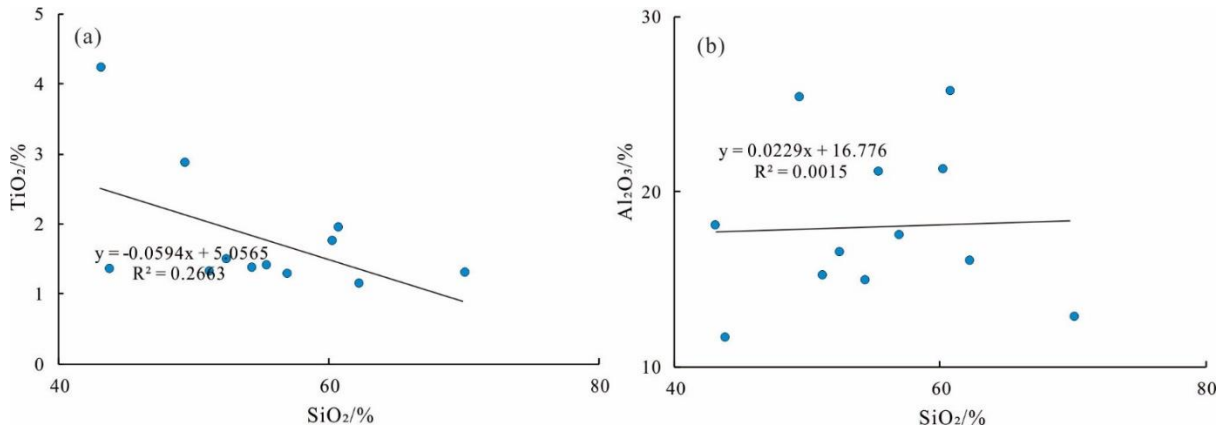 (a)
5
4
3
2
1
0
TiO₂/%
y = -0.0594x + 5.0565
R² = 0.2663
40
60
80
SiO₂/%
(b)
30
20
10
Al₂O₃/%
y = 0.0229x + 16.776
R² = 0.0015
40
60
80
SiO₂/%